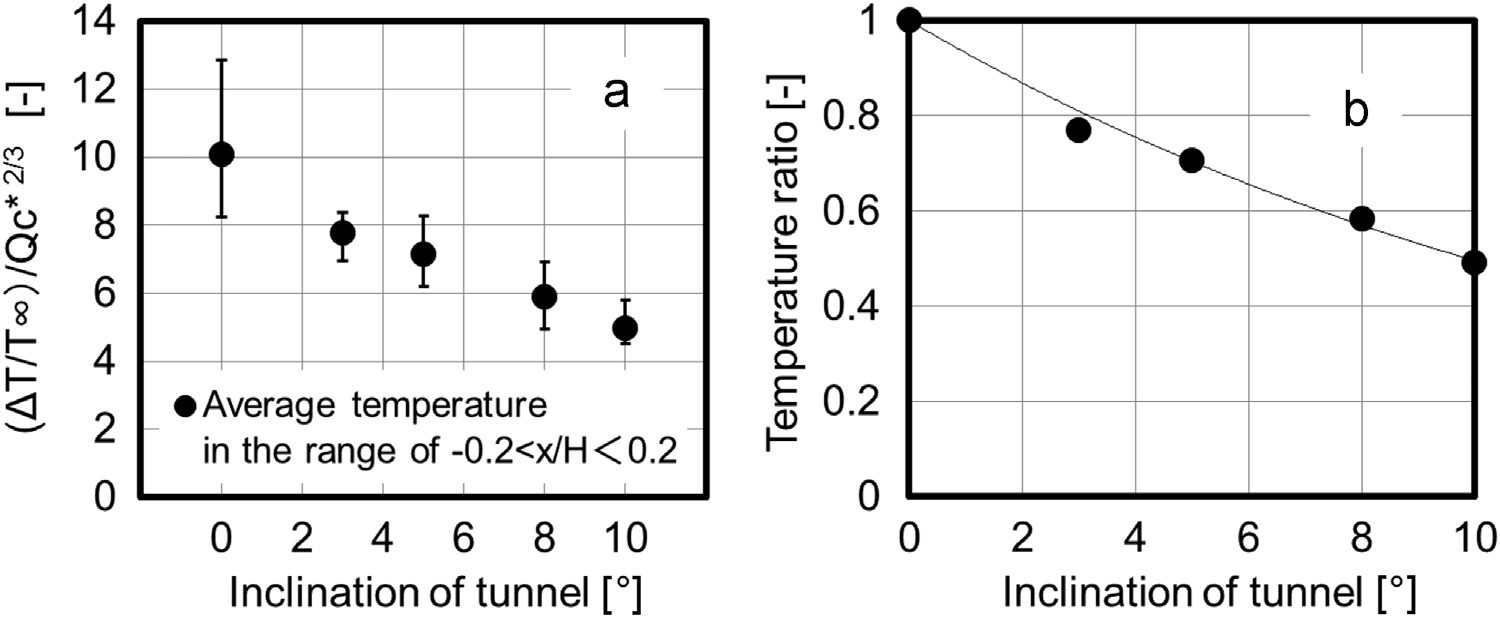 14
12
10
8
6
4
2
0
(ΔT/T∞)/Qc*2/3 [-]
a
Average temperature
in the range of -0.2<x/H＜0.2
0 2 4 6 8 10
Inclination of tunnel [°]
1
0.8
0.6
0.4
0.2
0
Temperature ratio [-]
b
0 2 4 6 8 10
Inclination of tunnel [°]